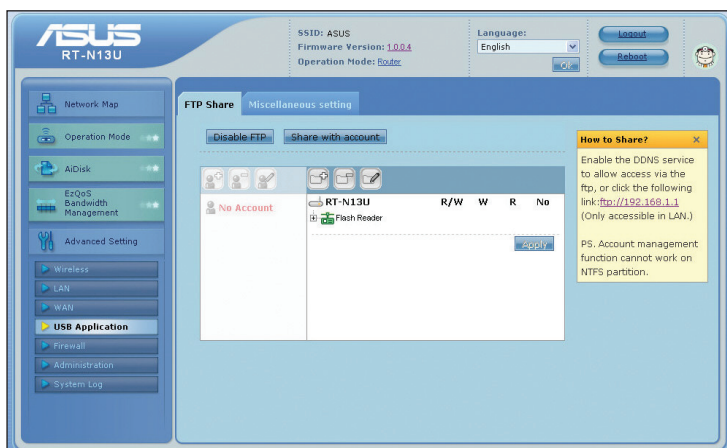 ASUS
RT-N13U
SSID: ASUS
Firmware Version: 1.0.0.4
Operation Mode: Router
Language:
English
Logout
Reboot
Network Map
Operation Mode
AiDisk
EzQoS
Bandwidth
Management
Advanced Setting
Wireless
LAN
WAN
USB Application
Firewall
Administration
System Log
FTP Share
Miscellaneous setting
Disable FTP
Share with account
No Account
RT-N13U R/W W R No
Flash Reader
Apply
How to Share? ×
Enable the DDNS service
to allow access via the
ftp, or click the following
link:ftp://192.168.1.1
(Only accessible in LAN.)
PS. Account management
function cannot work on
NTFS partition.